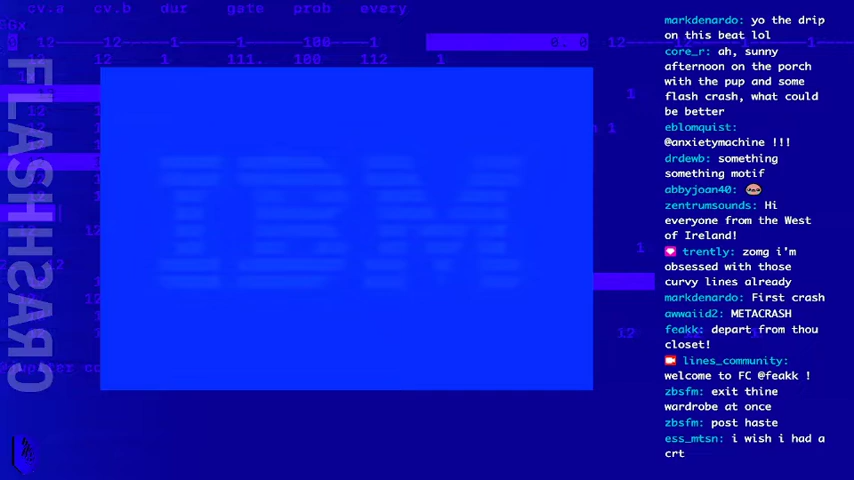 cv.a cv.b dur gate prob every
12 1 1 100 1 0. 0 12 1 1
12 12 1 111. 100 112 1
FLASHHSARC
IBM
markdenardo: yo the drip
on this beat lol
core_r: ah, sunny
afternoon on the porch
with the pup and some
flash crash, what could
be better
eblomquist:
@anxietymachine !!!
drdewb: something
something motif
abbyjoan40:
zentrumsounds: Hi
everyone from the West
of Ireland!
trently: zomg i'm
obsessed with those
curvy lines already
markdenardo: First crash
awwaiid2: METACRASH
feakk: depart from thou
closet!
lines_community:
welcome to FC @feakk !
zbsfm: exit thine
wardrobe at once
zbsfm: post haste
ess_mtsn: i wish i had a
crt